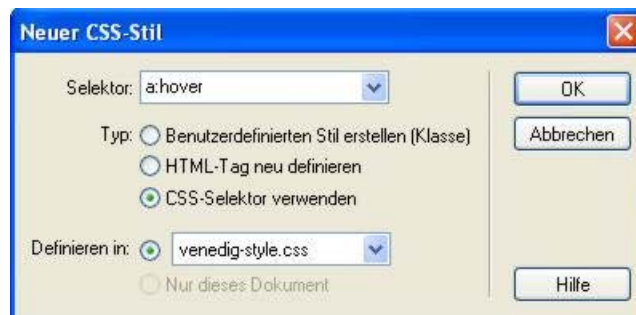 Neuer CSS-Stil
Selektor: a:hover
OK
Typ: Benutzerdefinierten Stil erstellen (Klasse)
Abbrechen
HTML-Tag neu definieren
CSS-Selektor verwenden
Definieren in: venedig-style.css
Nur dieses Dokument
Hilfe